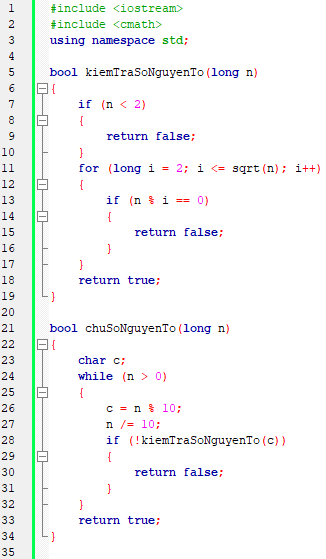 1 #include <iostream>
2 #include <cmath>
3 using namespace std;
4
5 bool kiemTraSoNguyenTo(long n)
6 {
7     if (n < 2)
8     {
9         return false;
10     }
11     for (long i = 2; i <= sqrt(n); i++)
12     {
13         if (n % i == 0)
14         {
15             return false;
16         }
17     }
18     return true;
19 }
20
21 bool chuSoNguyenTo(long n)
22 {
23     char c;
24     while (n > 0)
25     {
26         c = n % 10;
27         n /= 10;
28         if (!kiemTraSoNguyenTo(c))
29         {
30             return false;
31         }
32     }
33     return true;
34 }
35